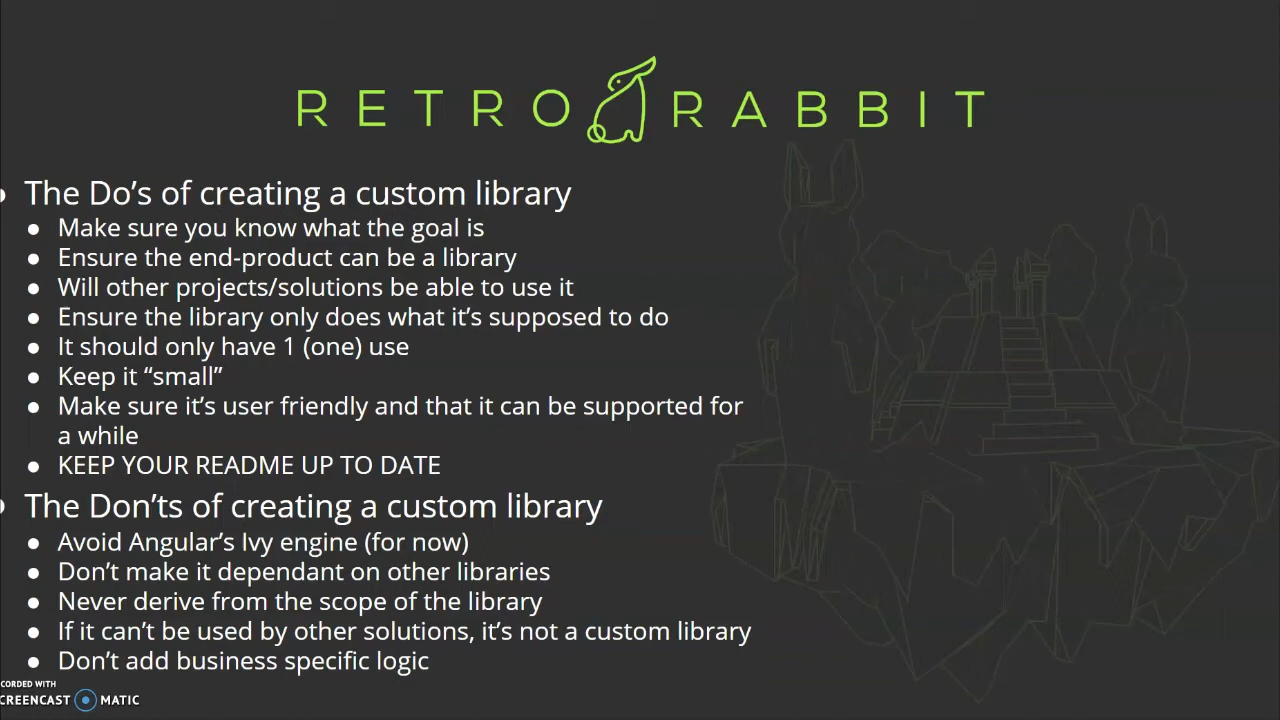 RETRO RABBIT
• The Do’s of creating a custom library
● Make sure you know what the goal is
● Ensure the end-product can be a library
● Will other projects/solutions be able to use it
● Ensure the library only does what it’s supposed to do
● It should only have 1 (one) use
● Keep it “small”
● Make sure it’s user friendly and that it can be supported for
a while
● KEEP YOUR README UP TO DATE
• The Don’ts of creating a custom library
● Avoid Angular’s Ivy engine (for now)
● Don’t make it dependant on other libraries
● Never derive from the scope of the library
● If it can’t be used by other solutions, it’s not a custom library
● Don’t add business specific logic
CORDED WITH
CREENCAST MATIC